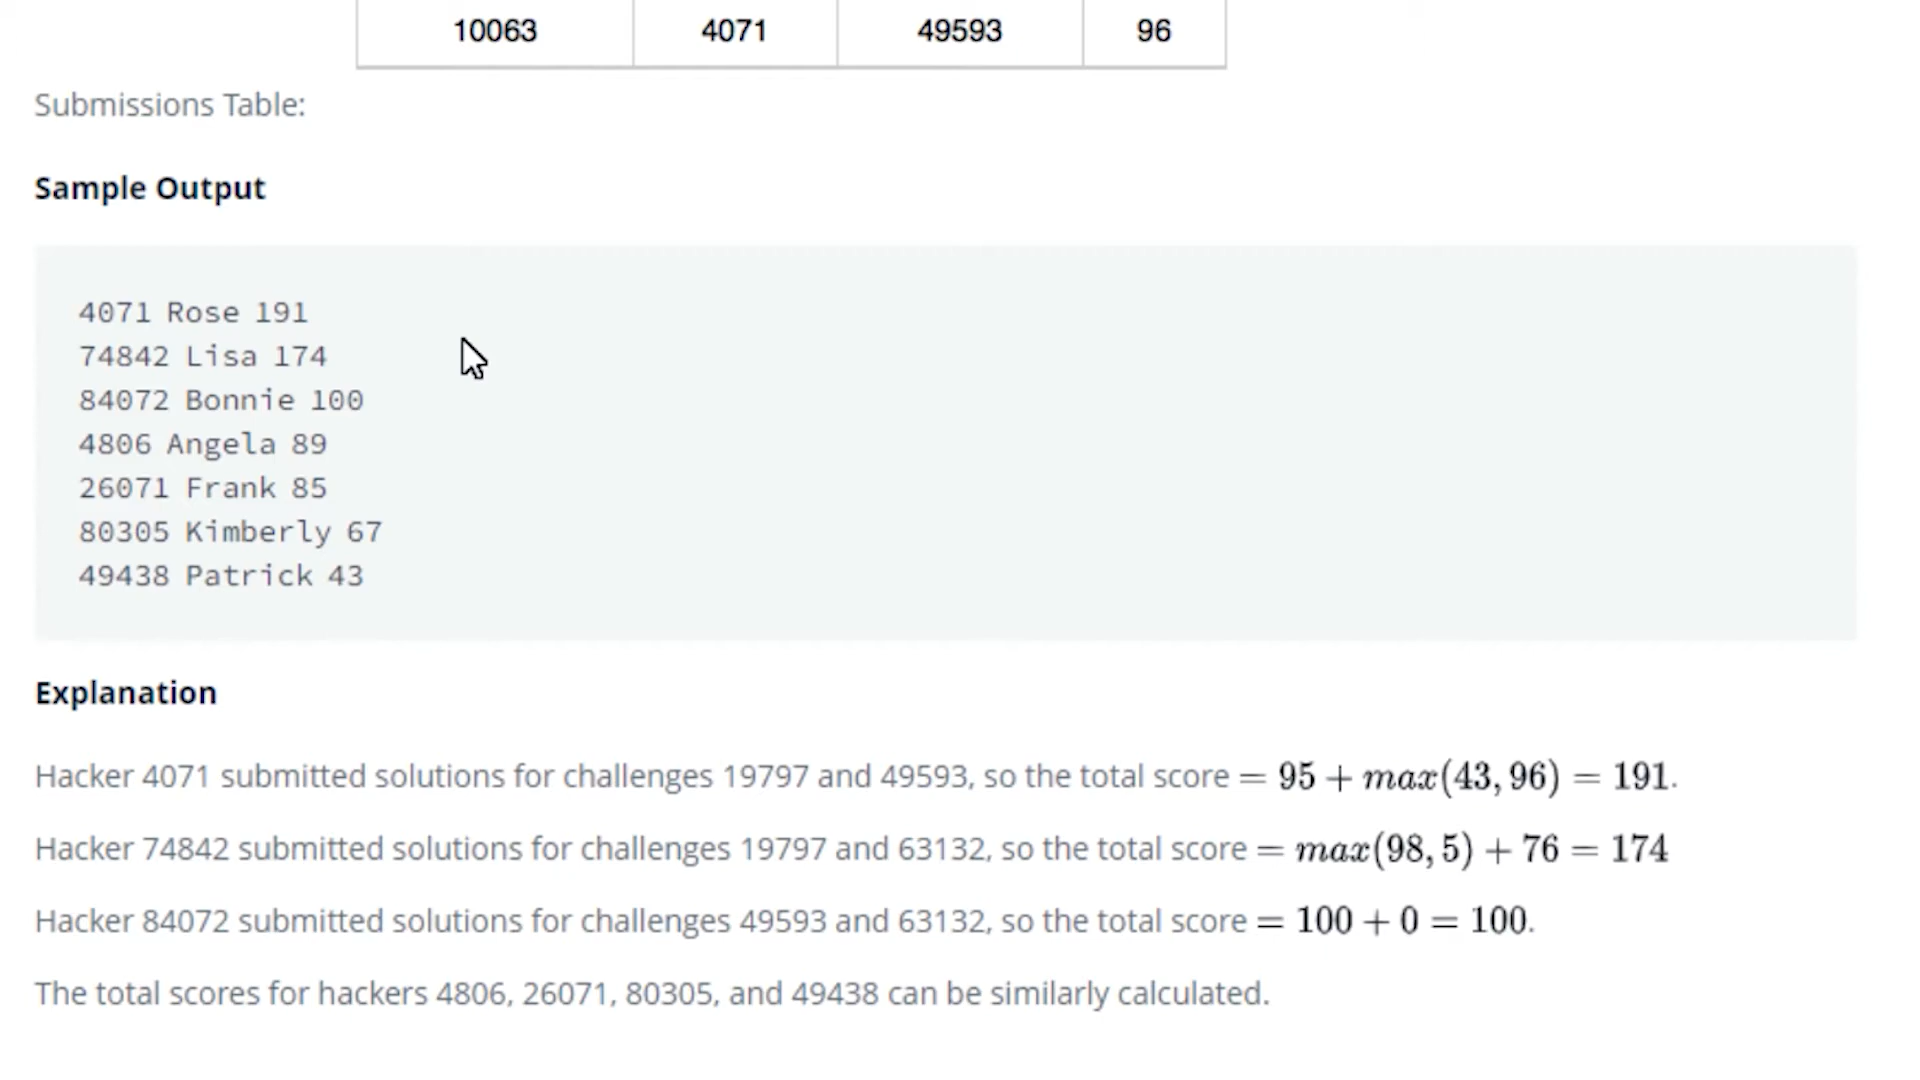 10063 4071 49593 96
Submissions Table:
Sample Output
4071 Rose 191
74842 Lisa 174
84072 Bonnie 100
4806 Angela 89
26071 Frank 85
80305 Kimberly 67
49438 Patrick 43
Explanation
Hacker 4071 submitted solutions for challenges 19797 and 49593, so the total score = 95 + max(43, 96) = 191.
Hacker 74842 submitted solutions for challenges 19797 and 63132, so the total score = max(98, 5) + 76 = 174
Hacker 84072 submitted solutions for challenges 49593 and 63132, so the total score = 100 + 0 = 100.
The total scores for hackers 4806, 26071, 80305, and 49438 can be similarly calculated.